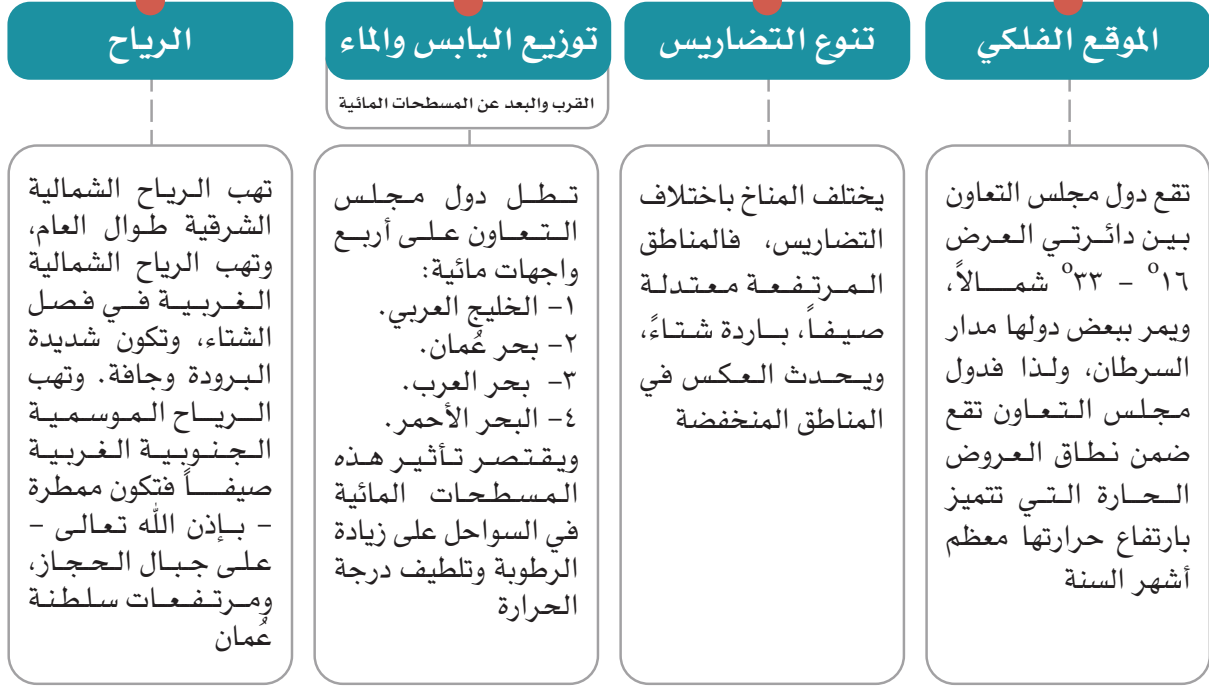 الموقع الفلكي
تقع دول مجلس التعاون
بين دائرتي العرض
١٦° - ٣٣° شمالاً،
ويمر ببعض دولها مدار
السرطان، ولذا فدول
مجلس التعاون تقع
ضمن نطاق العروض
الحارة التي تتميز
بارتفاع حرارتها معظم
أشهر السنة
تنوع التضاريس
يختلف المناخ باختلاف
التضاريس، فالمناطق
المرتفعة معتدلة
صيفاً، باردة شتاءً،
ويحدث العكس في
المناطق المنخفضة
توزيع اليابس والماء
القرب والبعد عن المسطحات المائية
تطل دول مجلس
التعاون على أربع
واجهات مائية:
١- الخليج العربي.
٢- بحر عُمان.
٣- بحر العرب.
٤- البحر الأحمر.
ويقتصر تأثير هذه
المسطحات المائية
في السواحل على زيادة
الرطوبة وتلطيف درجة
الحرارة
الرياح
تهب الرياح الشمالية
الشرقية طوال العام،
وتهب الرياح الشمالية
الغربية في فصل
الشتاء، وتكون شديدة
البرودة وجافة. وتهب
الرياح الموسمية
الجنوبية الغربية
صيفاً فتكون ممطرة
- بإذن الله تعالى -
على جبال الحجاز،
ومرتفعات سلطنة
عُمان